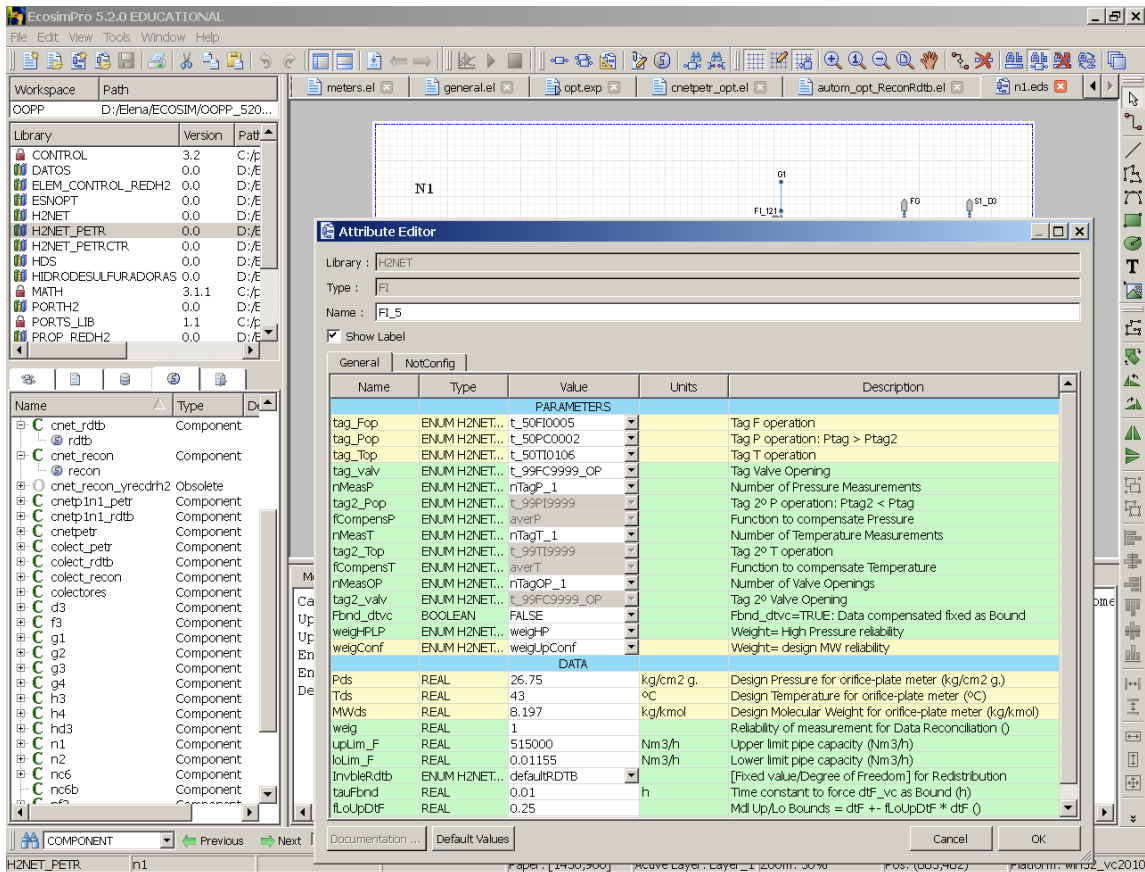 EcosimPro 5.2.0 EDUCATIONAL
File Edit View Tools Window Help
Workspace Path
OOPP D:/Elena/ECOSIM/OOPP_520...
meters.el general.el opt.exp cnetpetr_opt.el autom_opt_ReconRdtb.el n1.eds
Library Version Path
CONTROL 3.2 C:/p
DATOS 0.0 D:/E
ELEM_CONTROL_REDH2 0.0 D:/E
ESNOPT 0.0 D:/E
H2NET 0.0 D:/E
H2NET_PETR 0.0 D:/E
H2NET_PETRCTR 0.0 D:/E
HDS 0.0 D:/E
HIDRODESULFURADORAS 0.0 D:/E
MATH 3.1.1 C:/p
PORTH2 0.0 D:/E
PORTS_LIB 1.1 C:/p
PROP_REDH2 0.0 D:/E
N1
G1
FI_121
FG
S1_D3
Name Type De
cnet_rdtb Component
rdtb
cnet_recon Component
recon
cnet_recon_yrecdrh2 Obsolete
cnetp1n1_petr Component
cnetp1n1_rdtb Component
cnetpetr Component
colect_petr Component
colect_rdtb Component
colect_recon Component
colectores Component
d3 Component
f3 Component
g1 Component
g2 Component
g3 Component
g4 Component
h3 Component
h4 Component
hd3 Component
n1 Component
n2 Component
nc6 Component
nc6b Component
Attribute Editor
Library : H2NET
Type : FI
Name : FI_5
Show Label
General NotConfig
Name Type Value Units Description
PARAMETERS
tag_Fop ENUM H2NET... t_50FI0005 Tag F operation
tag_Pop ENUM H2NET... t_50PC0002 Tag P operation: Ptag > Ptag2
tag_Top ENUM H2NET... t_50TI0106 Tag T operation
tag_valv ENUM H2NET... t_99FC9999_OP Tag Valve Opening
nMeasP ENUM H2NET... nTagP_1 Number of Pressure Measurements
tag2_Pop ENUM H2NET... t_99PI9999 Tag 2º P operation: Ptag2 < Ptag
fCompensP ENUM H2NET... averP Function to compensate Pressure
nMeasT ENUM H2NET... nTagT_1 Number of Temperature Measurements
tag2_Top ENUM H2NET... t_99TI9999 Tag 2º T operation
fCompensT ENUM H2NET... averT Function to compensate Temperature
nMeasOP ENUM H2NET... nTagOP_1 Number of Valve Openings
tag2_valv ENUM H2NET... t_99FC9999_OP Tag 2º Valve Opening
Fbnd_dtvc BOOLEAN FALSE Fbnd_dtvc=TRUE: Data compensated fixed as Bound
weigHPLP ENUM H2NET... weigHP Weight= High Pressure reliability
weigConf ENUM H2NET... weigUpConf Weight= design MW reliability
DATA
Pds REAL 26.75 kg/cm2 g. Design Pressure for orifice-plate meter (kg/cm2 g.)
Tds REAL 43 ºC Design Temperature for orifice-plate meter (ºC)
MWds REAL 8.197 kg/kmol Design Molecular Weight for orifice-plate meter (kg/kmol)
weig REAL 1 Reliability of measurement for Data Reconciliation ()
upLim_F REAL 515000 Nm3/h Upper limit pipe capacity (Nm3/h)
loLim_F REAL 0.01155 Nm3/h Lower limit pipe capacity (Nm3/h)
InvbleRdtb ENUM H2NET... defaultRDTB [Fixed value/Degree of Freedom] for Redistribution
tauFbnd REAL 0.01 h Time constant to force dtF_vc as Bound (h)
fLoUpDtF REAL 0.25 Mdl Up/Lo Bounds = dtF +- fLoUpDtF * dtF ()
Documentation ... Default Values Cancel OK
COMPONENT Previous Next
H2NET_PETR n1 Paper: [1430,900] Active Layer: Layer_1 Zoom: 50%